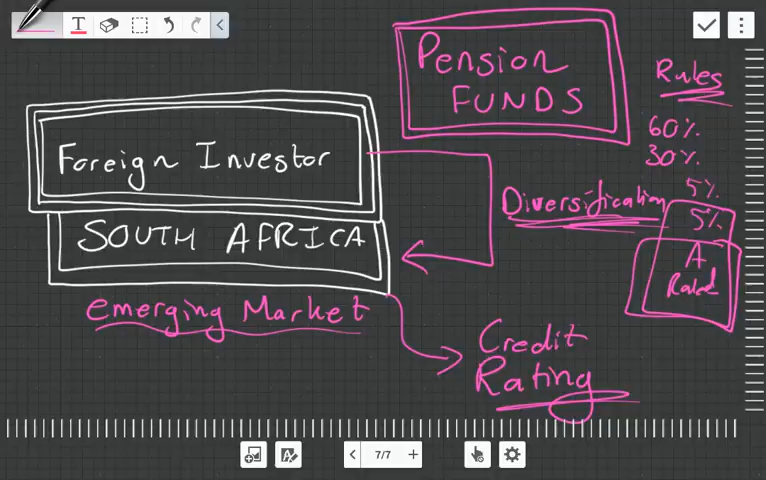 T
Pension
FUNDS
Rules
60%
30%
5%
5%
A
Rated
Foreign Investor
SOUTH AFRICA
Diversification
emerging Market
Credit
Rating
7/7